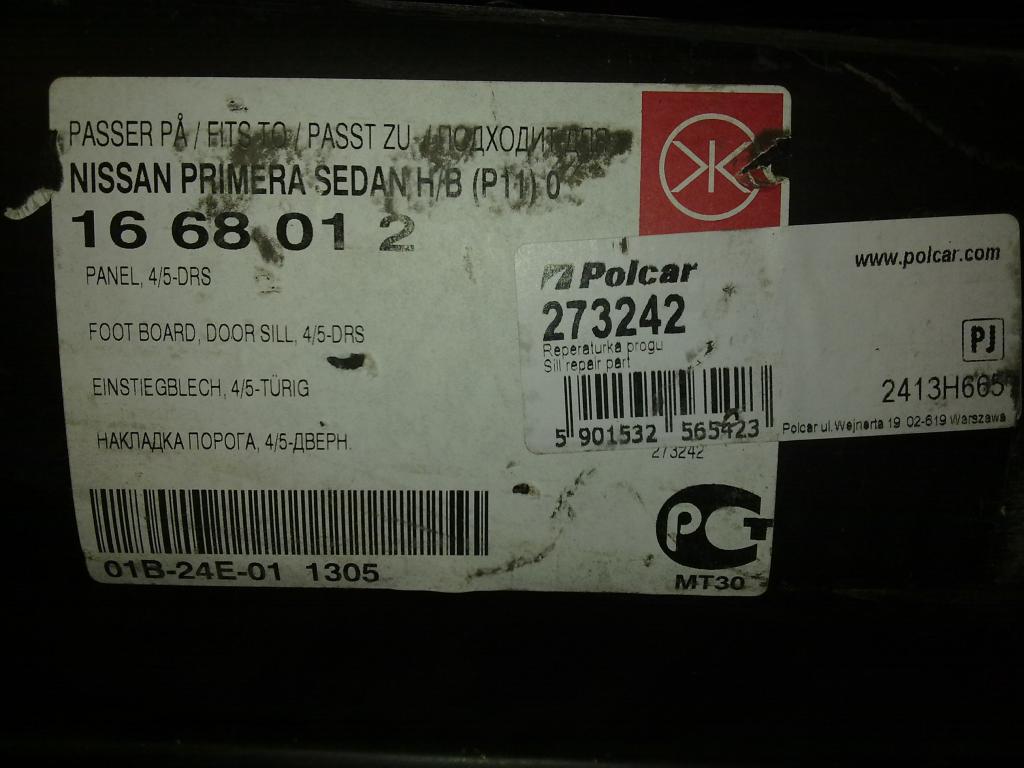 PASSER PÅ / FITS TO / PASST ZU / ПОДХОДИТ ДЛЯ
NISSAN PRIMERA SEDAN H/B (P11) 0
16 68 01 2
PANEL, 4/5-DRS
FOOT BOARD, DOOR SILL, 4/5-DRS
EINSTIEGBLECH, 4/5-TÜRIG
НАКЛАДКА ПОРОГА, 4/5-ДВЕРН.
01B-24E-01 1305
Polcar
www.polcar.com
273242
Reperaturka progu
Sill repair part
PJ
2413H665
5 901532 565423
Polcar ul.Wejnerta 19 02-619 Warszawa
273242
РСТ
МТ30